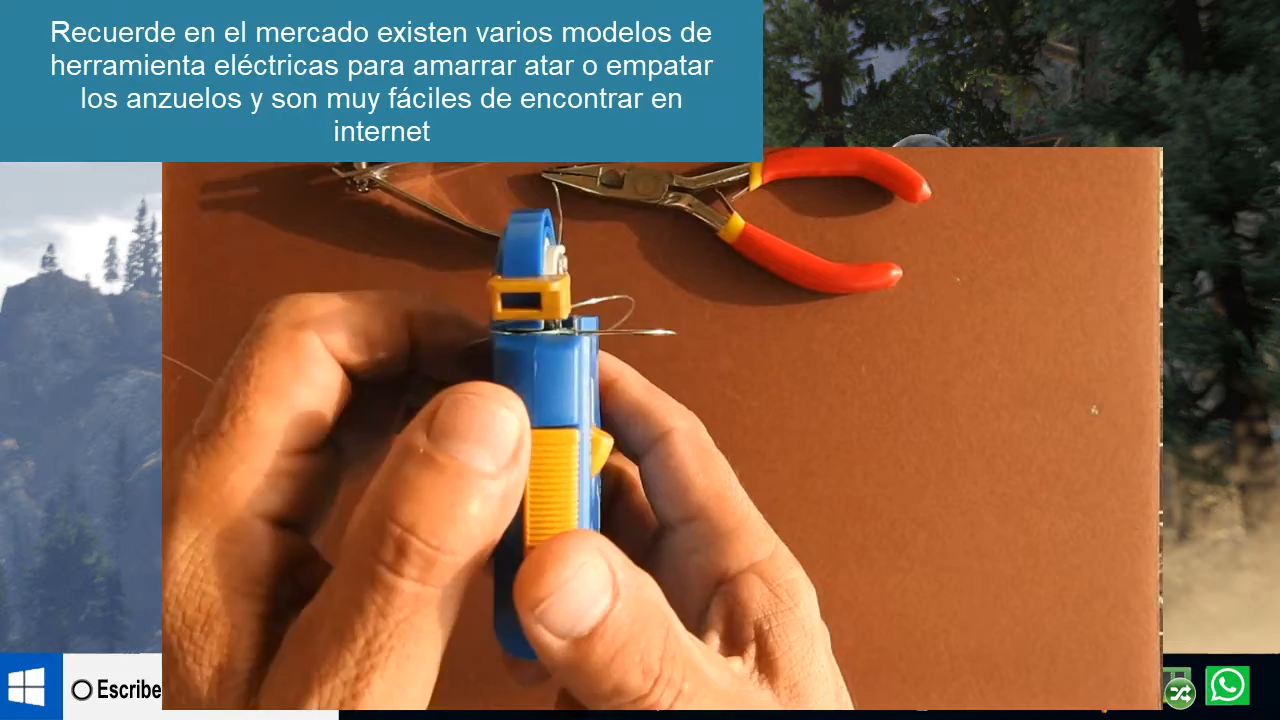 Recuerde en el mercado existen varios modelos de
herramienta eléctricas para amarrar atar o empatar
los anzuelos y son muy fáciles de encontrar en
internet
Escribe